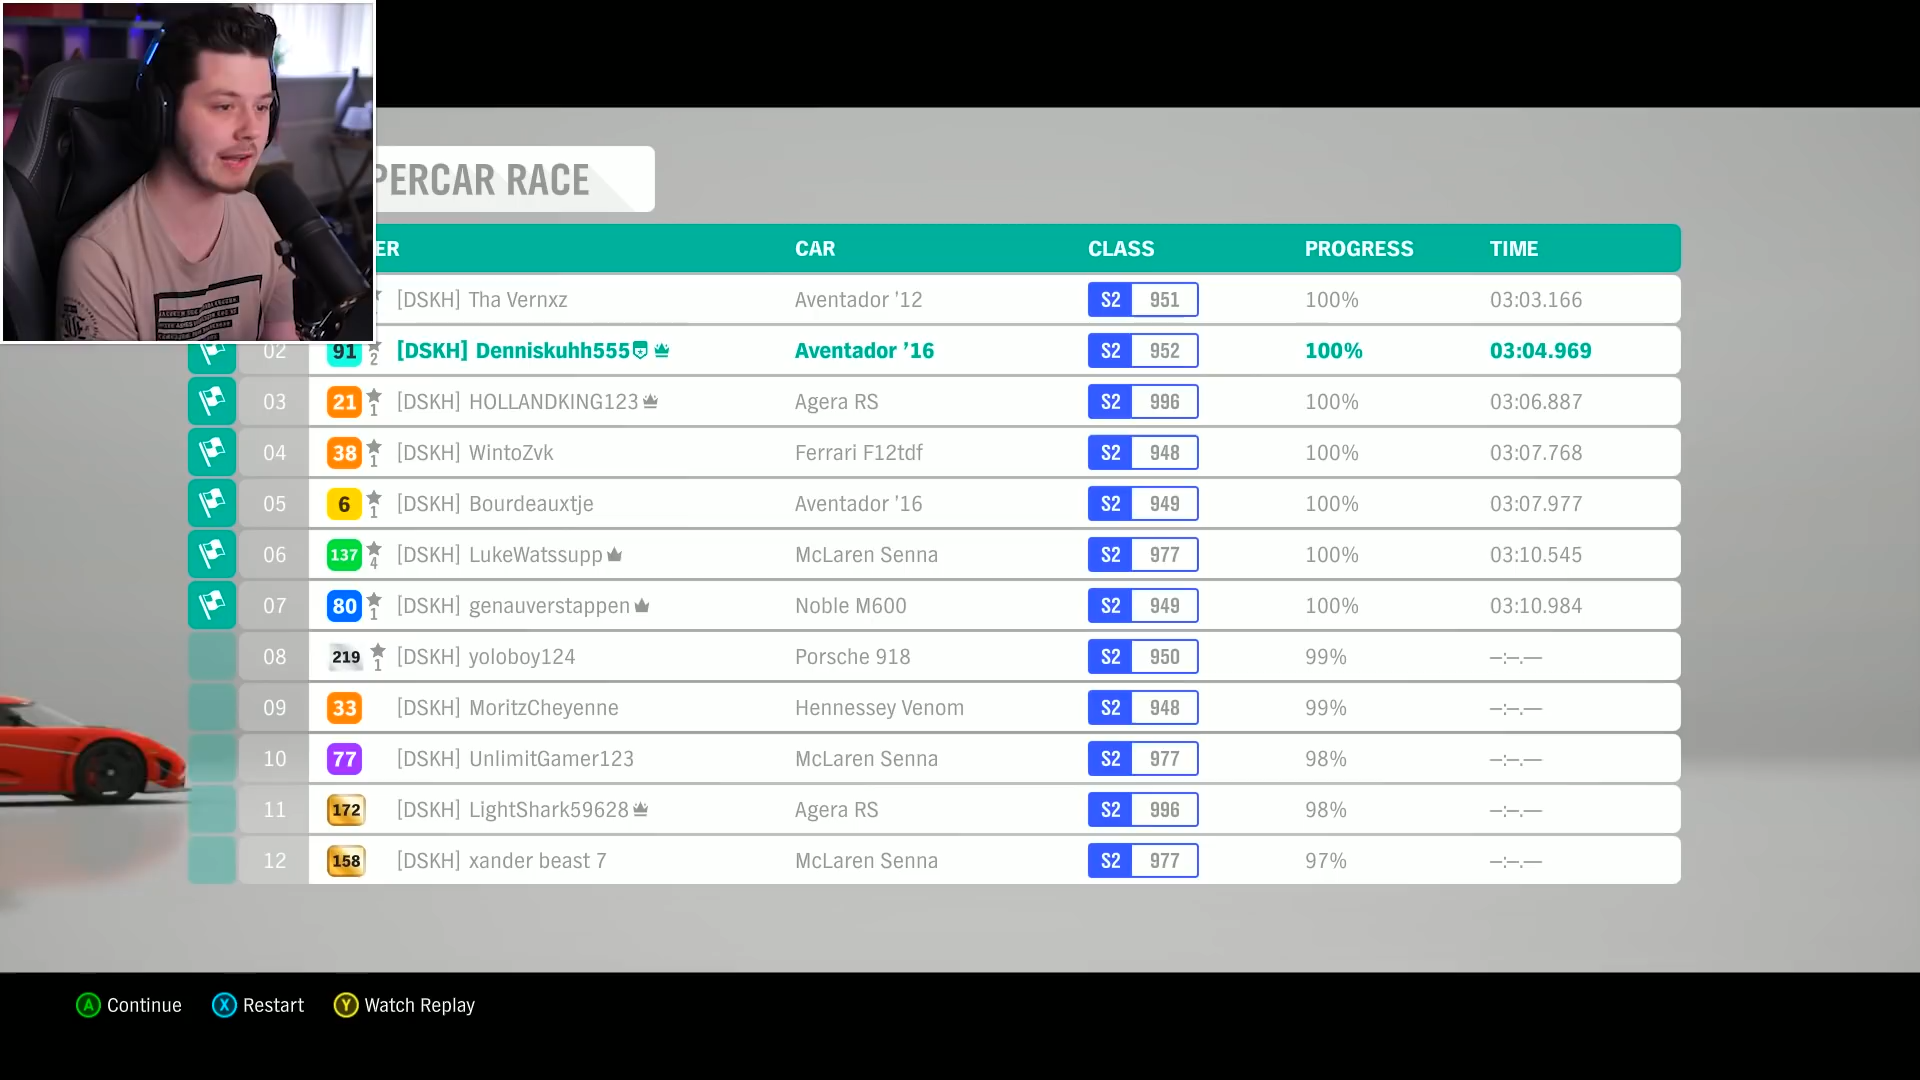 PERCAR RACE
ER CAR CLASS PROGRESS TIME
[DSKH] Tha Vernxz Aventador ’12 S2 951 100% 03:03.166
02 91 2 [DSKH] Denniskuhh555 Aventador ’16 S2 952 100% 03:04.969
03 21 1 [DSKH] HOLLANDKING123 Agera RS S2 996 100% 03:06.887
04 38 1 [DSKH] WintoZvk Ferrari F12tdf S2 948 100% 03:07.768
05 6 1 [DSKH] Bourdeauxtje Aventador ’16 S2 949 100% 03:07.977
06 137 4 [DSKH] LukeWatssupp McLaren Senna S2 977 100% 03:10.545
07 80 1 [DSKH] genauverstappen Noble M600 S2 949 100% 03:10.984
08 219 1 [DSKH] yoloboy124 Porsche 918 S2 950 99% –:–.––
09 33 [DSKH] MoritzCheyenne Hennessey Venom S2 948 99% –:–.––
10 77 [DSKH] UnlimitGamer123 McLaren Senna S2 977 98% –:–.––
11 172 [DSKH] LightShark59628 Agera RS S2 996 98% –:–.––
12 158 [DSKH] xander beast 7 McLaren Senna S2 977 97% –:–.––
A Continue X Restart Y Watch Replay